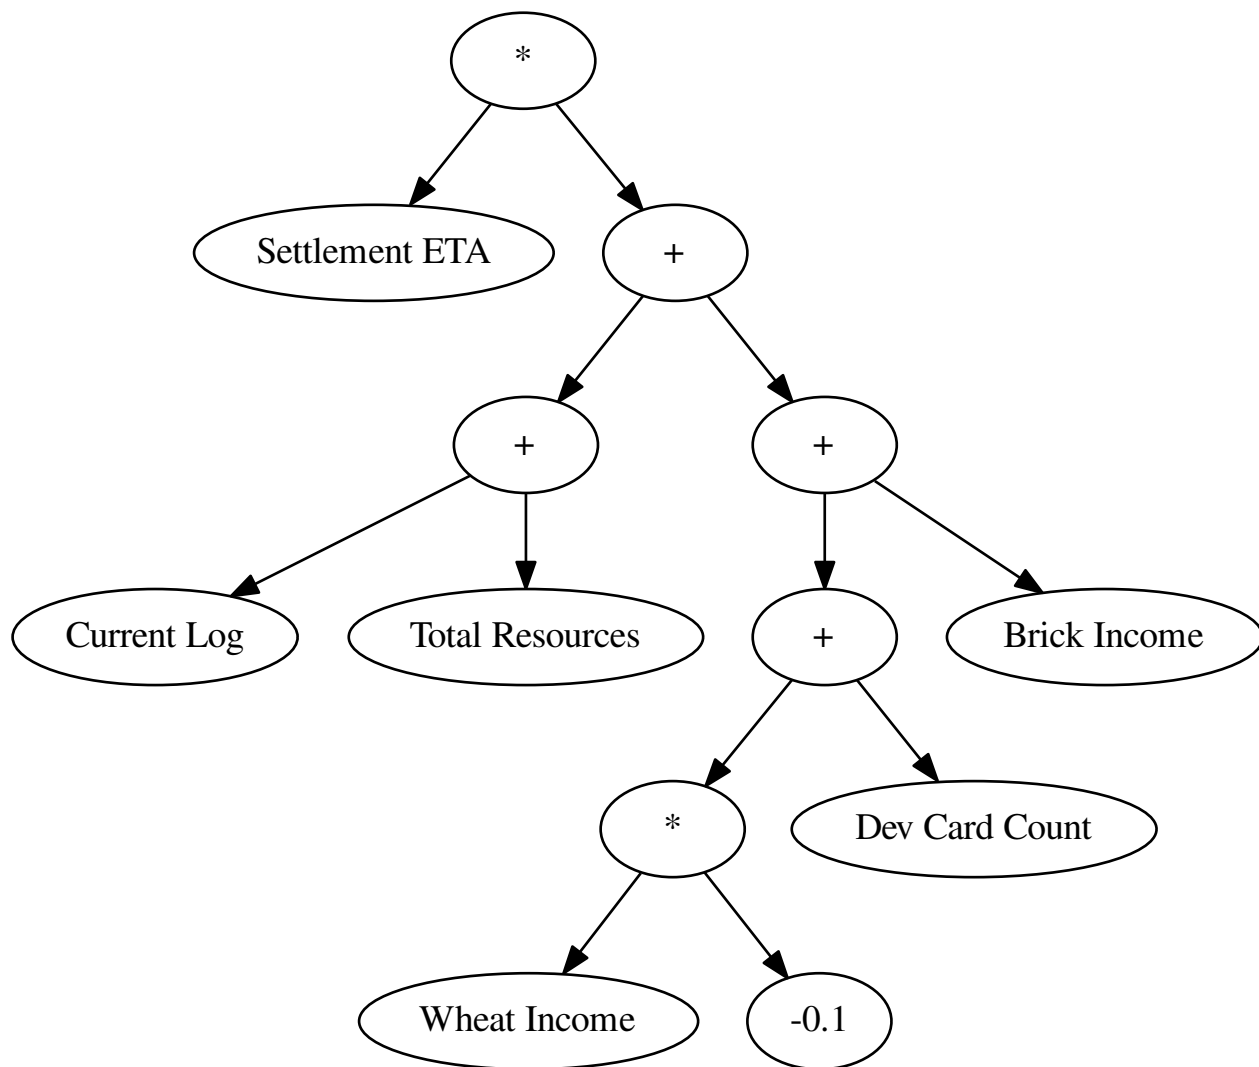 *
Settlement ETA
+
+
+
Current Log
Total Resources
+
Brick Income
*
Dev Card Count
Wheat Income
-0.1